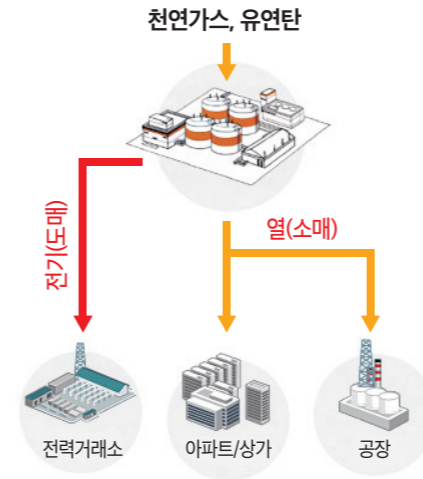 천연가스, 유연탄
전기(도매)
열(소매)
전력거래소
아파트/상가
공장